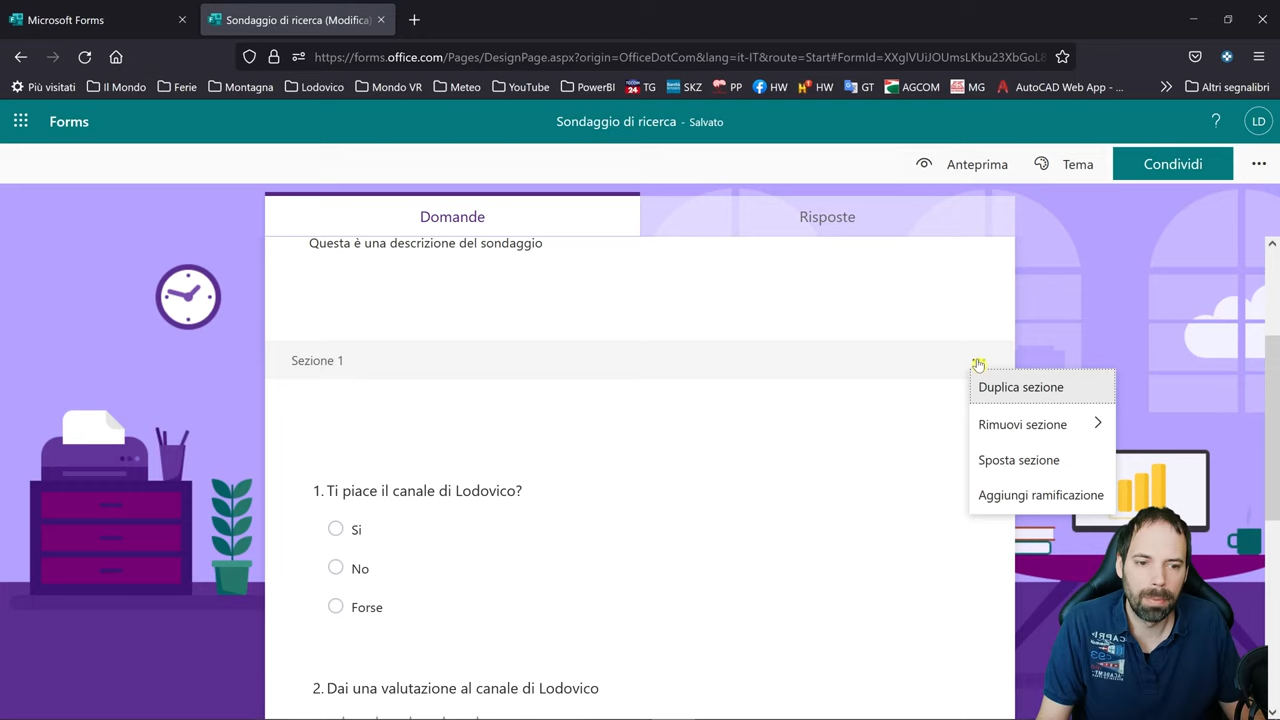 Microsoft Forms
Sondaggio di ricerca (Modifica)
https://forms.office.com/Pages/DesignPage.aspx?origin=OfficeDotCom&lang=it-IT&route=Start#FormId=XXglVUiJOUmsLKbu23XbGoL8
Più visitati Il Mondo Ferie Montagna Lodovico Mondo VR Meteo YouTube PowerBI TG SKZ PP HW HW GT AGCOM MG AutoCAD Web App - ... Altri segnalibri
Forms
Sondaggio di ricerca - Salvato
? LD
Anteprima Tema Condividi
Domande Risposte
Questa è una descrizione del sondaggio
Sezione 1
Duplica sezione
Rimuovi sezione
Sposta sezione
Aggiungi ramificazione
1. Ti piace il canale di Lodovico?
Si
No
Forse
2. Dai una valutazione al canale di Lodovico